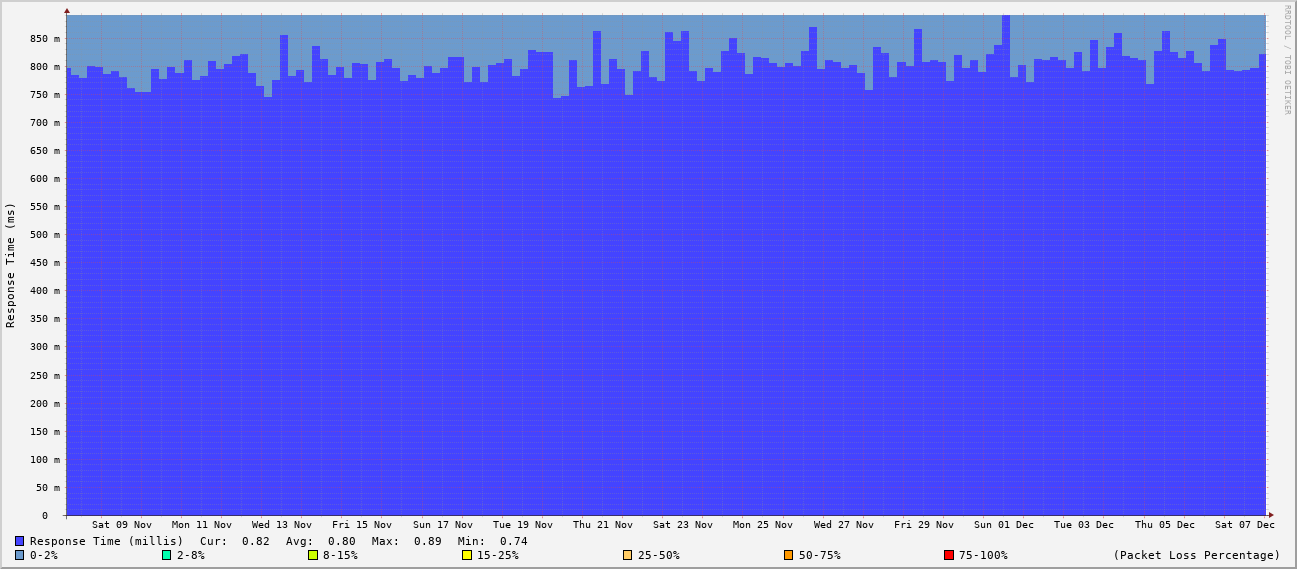 RRDTOOL / TOBI OETIKER
Response Time (ms)
850 m
800 m
750 m
700 m
650 m
600 m
550 m
500 m
450 m
400 m
350 m
300 m
250 m
200 m
150 m
100 m
50 m
0
Sat 09 Nov Mon 11 Nov Wed 13 Nov Fri 15 Nov Sun 17 Nov Tue 19 Nov Thu 21 Nov Sat 23 Nov Mon 25 Nov Wed 27 Nov Fri 29 Nov Sun 01 Dec Tue 03 Dec Thu 05 Dec Sat 07 Dec
Response Time (millis) Cur: 0.82 Avg: 0.80 Max: 0.89 Min: 0.74
0-2% 2-8% 8-15% 15-25% 25-50% 50-75% 75-100% (Packet Loss Percentage)